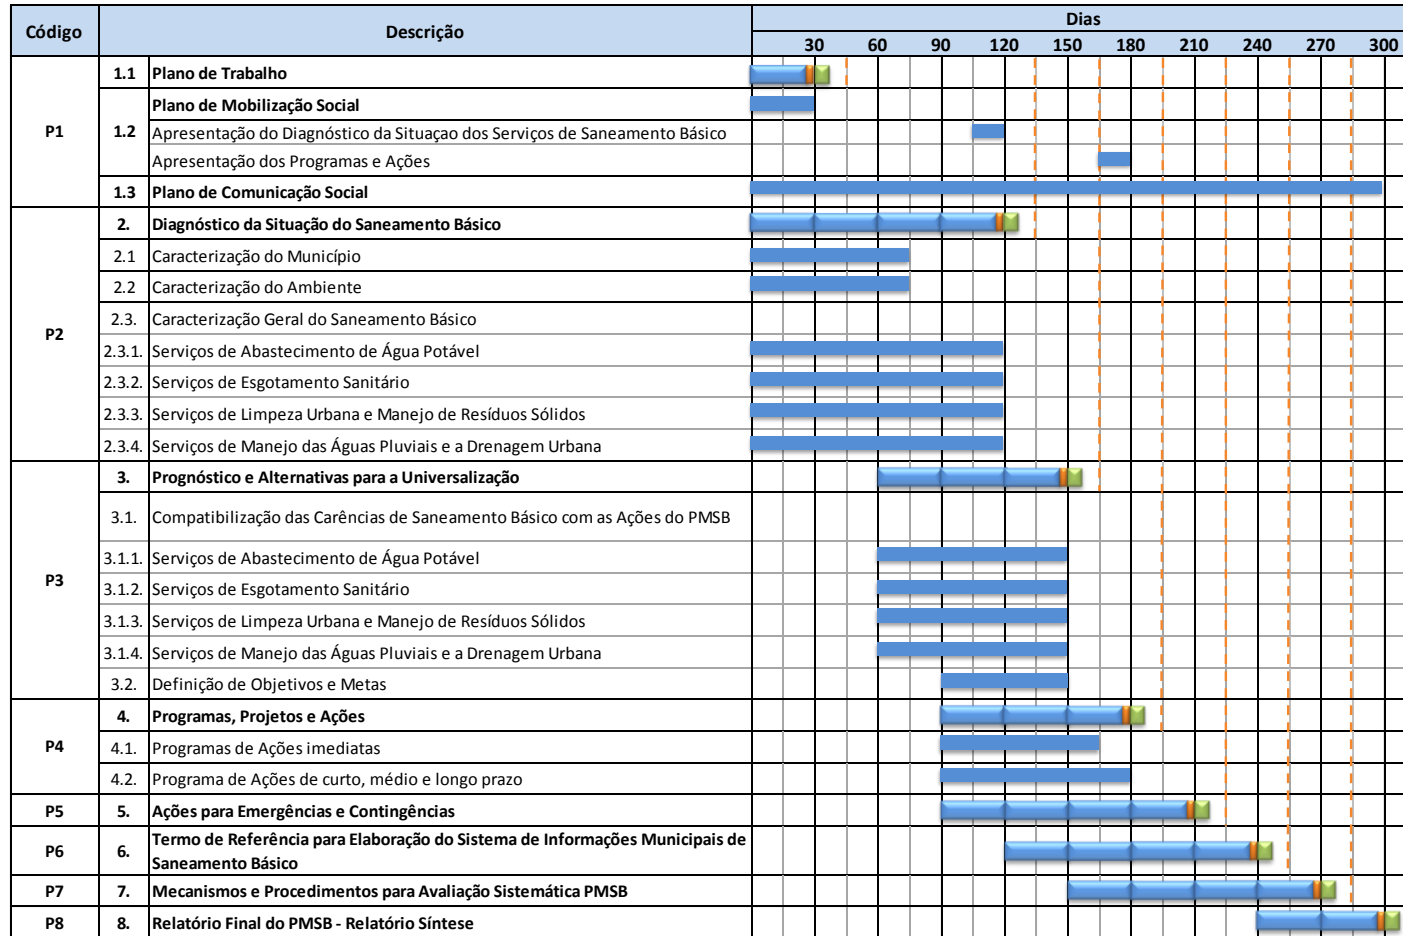 Código
Descrição
Dias
30 60 90 120 150 180 210 240 270 300
P1
1.1 Plano de Trabalho
1.2
Plano de Mobilização Social
Apresentação do Diagnóstico da Situaçao dos Serviços de Saneamento Básico
Apresentação dos Programas e Ações
1.3 Plano de Comunicação Social
P2
2. Diagnóstico da Situação do Saneamento Básico
2.1 Caracterização do Município
2.2 Caracterização do Ambiente
2.3. Caracterização Geral do Saneamento Básico
2.3.1. Serviços de Abastecimento de Água Potável
2.3.2. Serviços de Esgotamento Sanitário
2.3.3. Serviços de Limpeza Urbana e Manejo de Resíduos Sólidos
2.3.4. Serviços de Manejo das Águas Pluviais e a Drenagem Urbana
P3
3. Prognóstico e Alternativas para a Universalização
3.1. Compatibilização das Carências de Saneamento Básico com as Ações do PMSB
3.1.1. Serviços de Abastecimento de Água Potável
3.1.2. Serviços de Esgotamento Sanitário
3.1.3. Serviços de Limpeza Urbana e Manejo de Resíduos Sólidos
3.1.4. Serviços de Manejo das Águas Pluviais e a Drenagem Urbana
3.2. Definição de Objetivos e Metas
P4
4. Programas, Projetos e Ações
4.1. Programas de Ações imediatas
4.2. Programa de Ações de curto, médio e longo prazo
P5 5. Ações para Emergências e Contingências
P6 6. Termo de Referência para Elaboração do Sistema de Informações Municipais de
Saneamento Básico
P7 7. Mecanismos e Procedimentos para Avaliação Sistemática PMSB
P8 8. Relatório Final do PMSB - Relatório Síntese